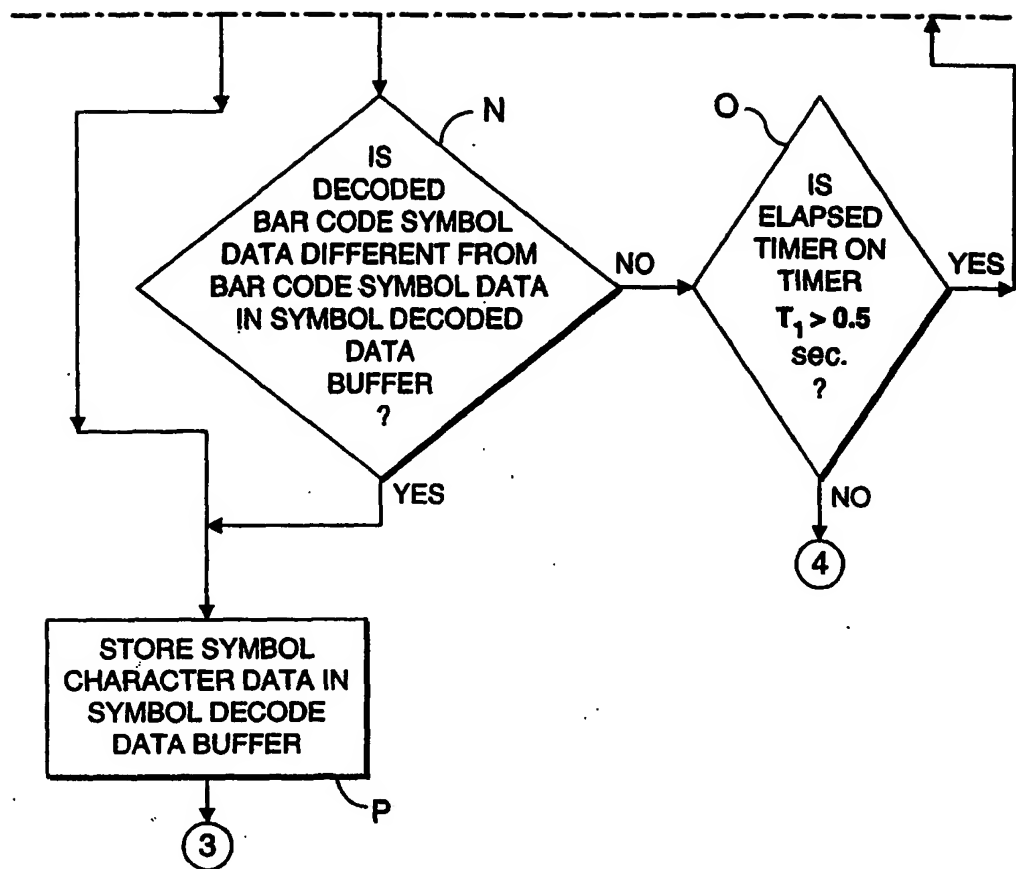 N
IS
DECODED
BAR CODE SYMBOL
DATA DIFFERENT FROM
BAR CODE SYMBOL DATA
IN SYMBOL DECODED
DATA
BUFFER
?
NO
YES
O
IS
ELAPSED
TIMER ON
TIMER
T1 > 0.5
sec.
?
YES
NO
4
STORE SYMBOL
CHARACTER DATA IN
SYMBOL DECODE
DATA BUFFER
P
3